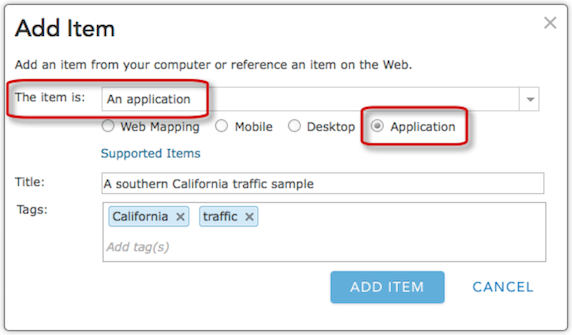 Add Item
Add an item from your computer or reference an item on the Web.
The item is: An application
Web Mapping Mobile Desktop Application
Supported Items
Title: A southern California traffic sample
Tags: California traffic
Add tag(s)
ADD ITEM CANCEL